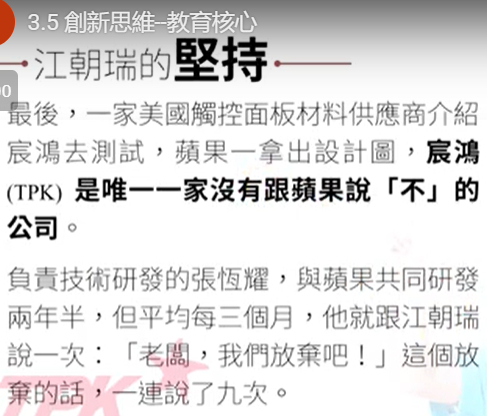 3.5 創新思維--教育核心
江朝瑞的堅持
00
最後，一家美國觸控面板材料供應商介紹
宸鴻去測試，蘋果一拿出設計圖，宸鴻
(TPK) 是唯一一家沒有跟蘋果說「不」的
公司。
負責技術研發的張恆耀，與蘋果共同研發
兩年半，但平均每三個月，他就跟江朝瑞
說一次：「老闆，我們放棄吧！」這個放
棄的話，一連說了九次。
TPK